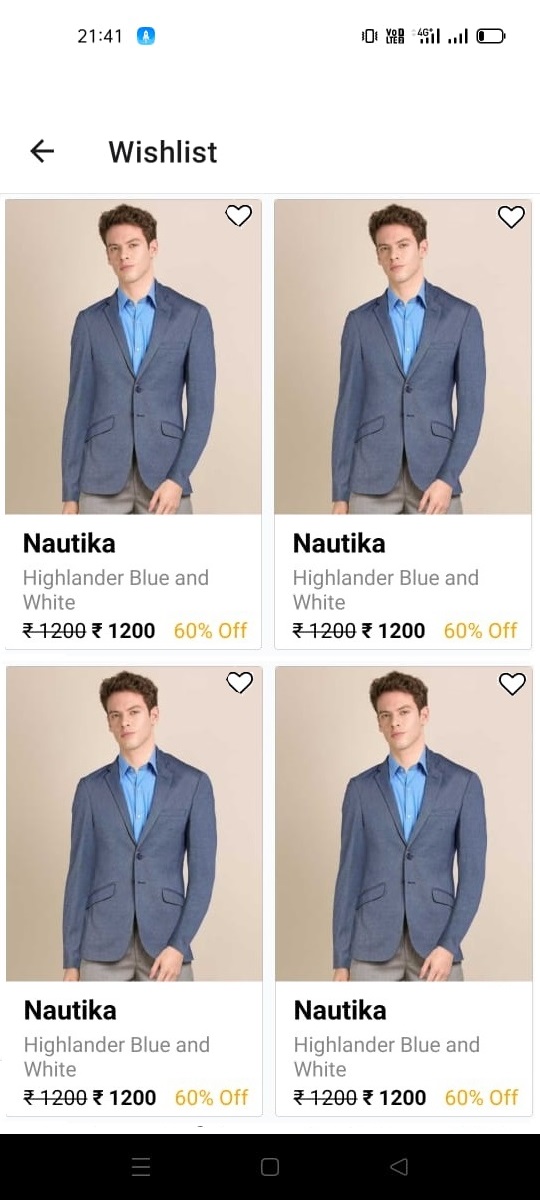 21:41 VoD LTE 4G+
Wishlist
Nautika
Highlander Blue and
White
₹ 1200 ₹ 1200 60% Off
Nautika
Highlander Blue and
White
₹ 1200 ₹ 1200 60% Off
Nautika
Highlander Blue and
White
₹ 1200 ₹ 1200 60% Off
Nautika
Highlander Blue and
White
₹ 1200 ₹ 1200 60% Off